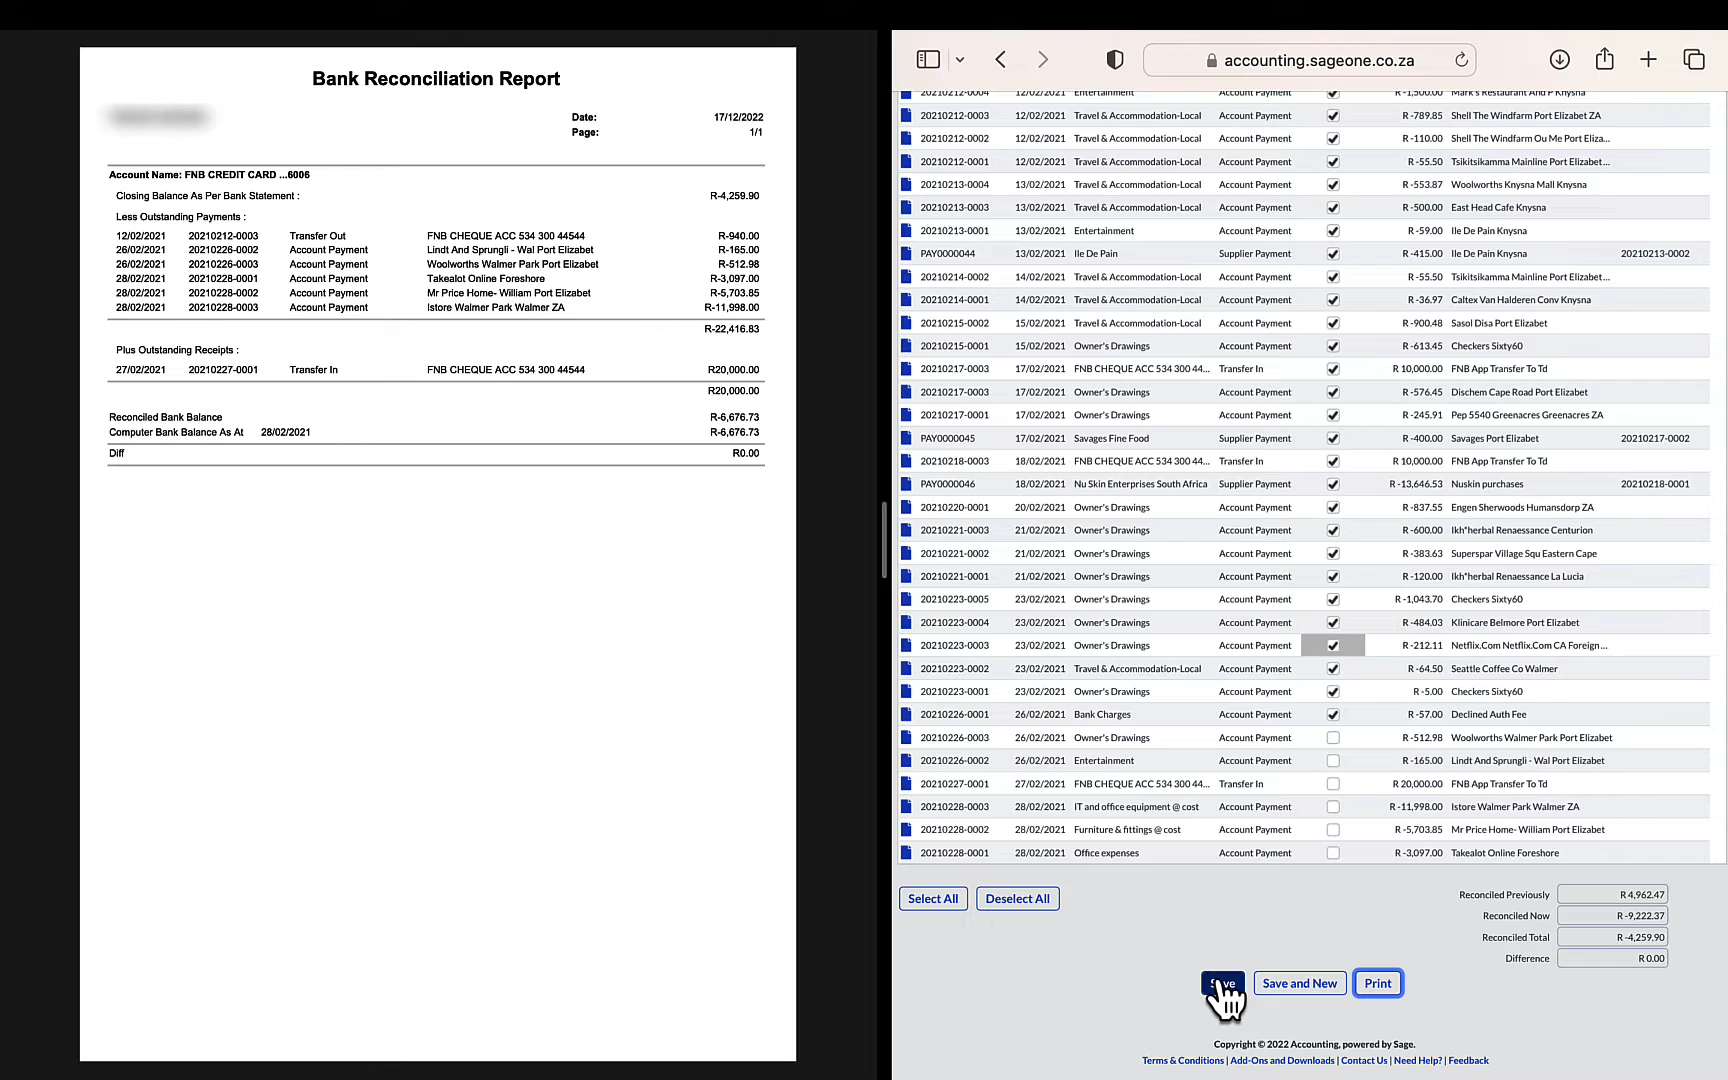 Bank Reconciliation Report
Date: 17/12/2022
Page: 1/1
Account Name: FNB CREDIT CARD ...6006
Closing Balance As Per Bank Statement : R-4,259.90
Less Outstanding Payments :
12/02/2021 20210212-0003 Transfer Out FNB CHEQUE ACC 534 300 44544 R-940.00
26/02/2021 20210226-0002 Account Payment Lindt And Sprungli - Wal Port Elizabet R-165.00
26/02/2021 20210226-0003 Account Payment Woolworths Walmer Park Port Elizabet R-512.98
28/02/2021 20210228-0001 Account Payment Takealot Online Foreshore R-3,097.00
28/02/2021 20210228-0002 Account Payment Mr Price Home- William Port Elizabet R-5,703.85
28/02/2021 20210228-0003 Account Payment Istore Walmer Park Walmer ZA R-11,998.00
R-22,416.83
Plus Outstanding Receipts :
27/02/2021 20210227-0001 Transfer In FNB CHEQUE ACC 534 300 44544 R20,000.00
R20,000.00
Reconciled Bank Balance R-6,676.73
Computer Bank Balance As At 28/02/2021 R-6,676.73
Diff R0.00
accounting.sageone.co.za
20210212-0004 12/02/2021 Entertainment Account Payment R -1,500.00 Mark's Restaurant And P Knysna
20210212-0003 12/02/2021 Travel & Accommodation-Local Account Payment R -789.85 Shell The Windfarm Port Elizabet ZA
20210212-0002 12/02/2021 Travel & Accommodation-Local Account Payment R -110.00 Shell The Windfarm Ou Me Port Eliza...
20210212-0001 12/02/2021 Travel & Accommodation-Local Account Payment R -55.50 Tsikitsikamma Mainline Port Elizabet...
20210213-0004 13/02/2021 Travel & Accommodation-Local Account Payment R -553.87 Woolworths Knysna Mall Knysna
20210213-0003 13/02/2021 Travel & Accommodation-Local Account Payment R -500.00 East Head Cafe Knysna
20210213-0001 13/02/2021 Entertainment Account Payment R -59.00 Ile De Pain Knysna
PAY0000044 13/02/2021 Ile De Pain Supplier Payment R -415.00 Ile De Pain Knysna 20210213-0002
20210214-0002 14/02/2021 Travel & Accommodation-Local Account Payment R -55.50 Tsikitsikamma Mainline Port Elizabet...
20210214-0001 14/02/2021 Travel & Accommodation-Local Account Payment R -36.97 Caltex Van Halderen Conv Knysna
20210215-0002 15/02/2021 Travel & Accommodation-Local Account Payment R -900.48 Sasol Disa Port Elizabet
20210215-0001 15/02/2021 Owner's Drawings Account Payment R -613.45 Checkers Sixty60
20210217-0003 17/02/2021 FNB CHEQUE ACC 534 300 44... Transfer In R 10,000.00 FNB App Transfer To Td
20210217-0003 17/02/2021 Owner's Drawings Account Payment R -576.45 Dischem Cape Road Port Elizabet
20210217-0001 17/02/2021 Owner's Drawings Account Payment R -245.91 Pep 5540 Greenacres Greenacres ZA
PAY0000045 17/02/2021 Savages Fine Food Supplier Payment R -400.00 Savages Port Elizabet 20210217-0002
20210218-0003 18/02/2021 FNB CHEQUE ACC 534 300 44... Transfer In R 10,000.00 FNB App Transfer To Td
PAY0000046 18/02/2021 Nu Skin Enterprises South Africa Supplier Payment R -13,646.53 Nuskin purchases 20210218-0001
20210220-0001 20/02/2021 Owner's Drawings Account Payment R -837.55 Engen Sherwoods Humansdorp ZA
20210221-0003 21/02/2021 Owner's Drawings Account Payment R -600.00 Ikh*herbal Renaessance Centurion
20210221-0002 21/02/2021 Owner's Drawings Account Payment R -383.63 Superspar Village Squ Eastern Cape
20210221-0001 21/02/2021 Owner's Drawings Account Payment R -120.00 Ikh*herbal Renaessance La Lucia
20210223-0005 23/02/2021 Owner's Drawings Account Payment R -1,043.70 Checkers Sixty60
20210223-0004 23/02/2021 Owner's Drawings Account Payment R -484.03 Klinicare Belmore Port Elizabet
20210223-0003 23/02/2021 Owner's Drawings Account Payment R -212.11 Netflix.Com Netflix.Com CA Foreign ...
20210223-0002 23/02/2021 Travel & Accommodation-Local Account Payment R -64.50 Seattle Coffee Co Walmer
20210223-0001 23/02/2021 Owner's Drawings Account Payment R -5.00 Checkers Sixty60
20210226-0001 26/02/2021 Bank Charges Account Payment R -57.00 Declined Auth Fee
20210226-0003 26/02/2021 Owner's Drawings Account Payment R -512.98 Woolworths Walmer Park Port Elizabet
20210226-0002 26/02/2021 Entertainment Account Payment R -165.00 Lindt And Sprungli - Wal Port Elizabet
20210227-0001 27/02/2021 FNB CHEQUE ACC 534 300 44... Transfer In R 20,000.00 FNB App Transfer To Td
20210228-0003 28/02/2021 IT and office equipment @ cost Account Payment R -11,998.00 Istore Walmer Park Walmer ZA
20210228-0002 28/02/2021 Furniture & fittings @ cost Account Payment R -5,703.85 Mr Price Home- William Port Elizabet
20210228-0001 28/02/2021 Office expenses Account Payment R -3,097.00 Takealot Online Foreshore
Select All Deselect All
Reconciled Previously R 4,962.47
Reconciled Now R -9,222.37
Reconciled Total R -4,259.90
Difference R 0.00
Save Save and New Print
Copyright © 2022 Accounting, powered by Sage.
Terms & Conditions | Add-Ons and Downloads | Contact Us | Need Help? | Feedback